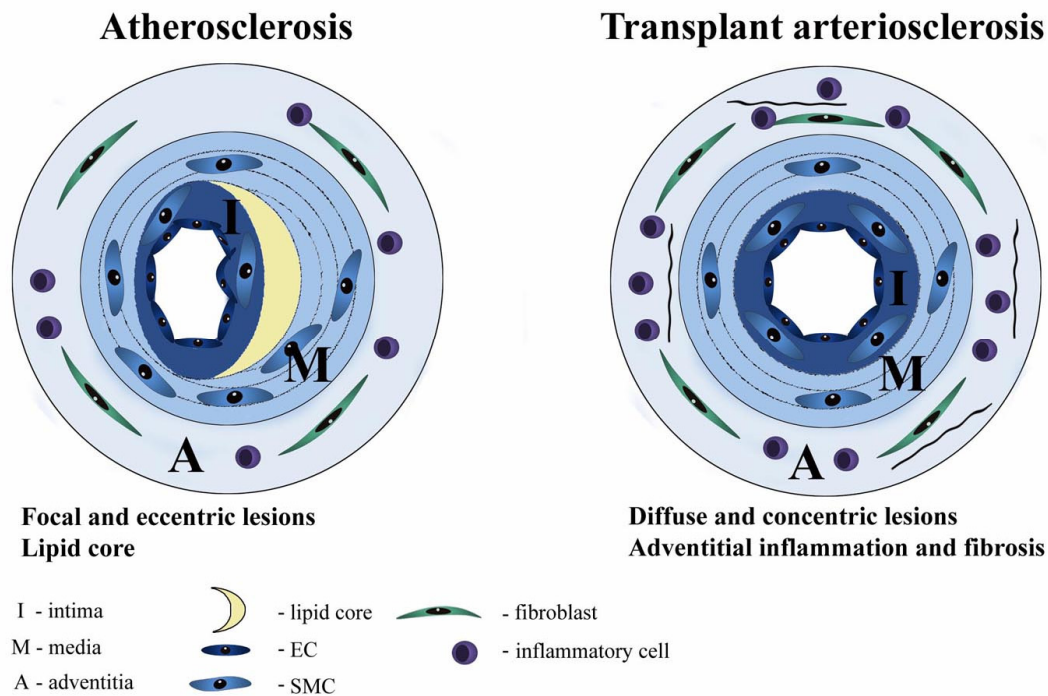 Atherosclerosis
Transplant arteriosclerosis
I
M
A
I
M
A
Focal and eccentric lesions
Lipid core
Diffuse and concentric lesions
Adventitial inflammation and fibrosis
I - intima
M - media
A - adventitia
- lipid core
- EC
- SMC
- fibroblast
- inflammatory cell